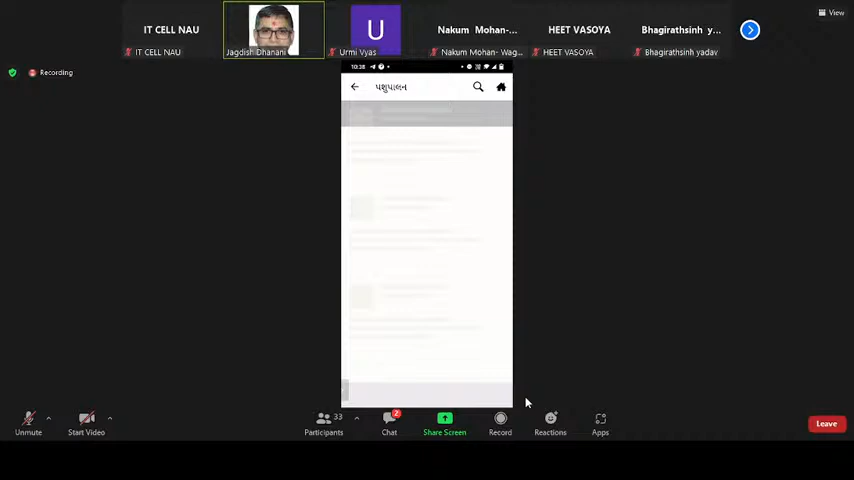 View
IT CELL NAU
U
Nakum Mohan-...
HEET VASOYA
Bhagirathsinh y...
IT CELL NAU
Jagdish Dhanani
Urmi Vyas
Nakum Mohan- Wag...
HEET VASOYA
Bhagirathsinh yadav
Recording
10:38
પશુપાલન
Unmute
Start Video
Participants
33
Chat
2
Share Screen
Record
Reactions
Apps
Leave